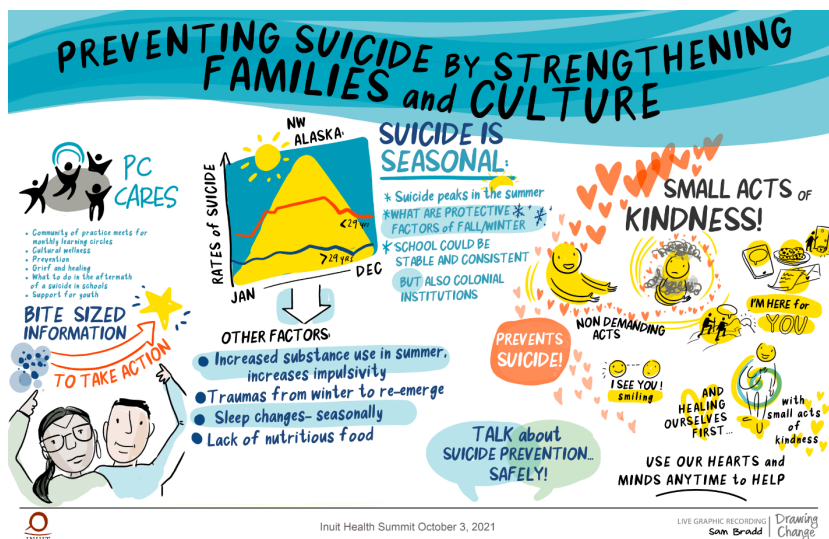 PREVENTING SUICIDE BY STRENGTHENING
FAMILIES and CULTURE
PC
CARES
• Community of practice meets for
monthly learning circles
• Cultural wellness
• Prevention
• Grief and healing
• What to do in the aftermath
of a suicide in schools
• Support for youth
BITE SIZED
INFORMATION
TO TAKE ACTION
NW
ALASKA:
RATES of SUICIDE
<29 yrs
>29 yrs
JAN
DEC
OTHER FACTORS:
• Increased substance use in summer,
increases impulsivity
• Traumas from winter to re-emerge
• Sleep changes- seasonally
• Lack of nutritious food
SUICIDE IS
SEASONAL:
* Suicide peaks in the summer
* WHAT ARE PROTECTIVE
FACTORS of FALL/WINTER
* SCHOOL COULD BE
STABLE AND CONSISTENT
BUT ALSO COLONIAL
INSTITUTIONS
SMALL ACTS OF
KINDNESS!
NON DEMANDING
ACTS
I'M HERE for
YOU
PREVENTS
SUICIDE!
I SEE YOU!
smiling
AND
HEALING
OURSELVES
FIRST...
with
small acts
of
kindness
TALK about
SUICIDE PREVENTION...
SAFELY!
USE OUR HEARTS and
MINDS ANYTIME to HELP
Inuit Health Summit October 3, 2021
LIVE GRAPHIC RECORDING
Sam Bradd
Drawing
Change